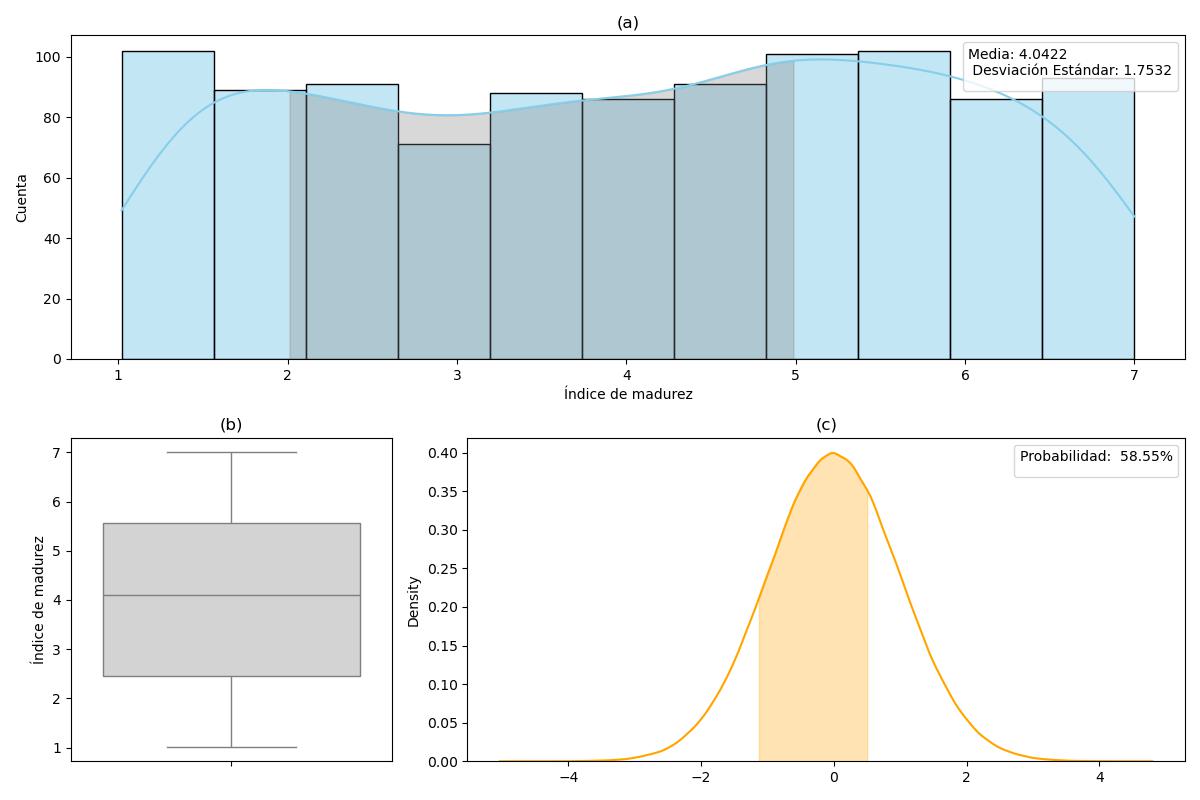 (a)
Media: 4.0422
Desviación Estándar: 1.7532
Cuenta
100
80
60
40
20
0
1 2 3 4 5 6 7
Índice de madurez
(b)
Índice de madurez
7
6
5
4
3
2
1
(c)
Probabilidad: 58.55%
Density
0.40
0.35
0.30
0.25
0.20
0.15
0.10
0.05
0.00
−4 −2 0 2 4